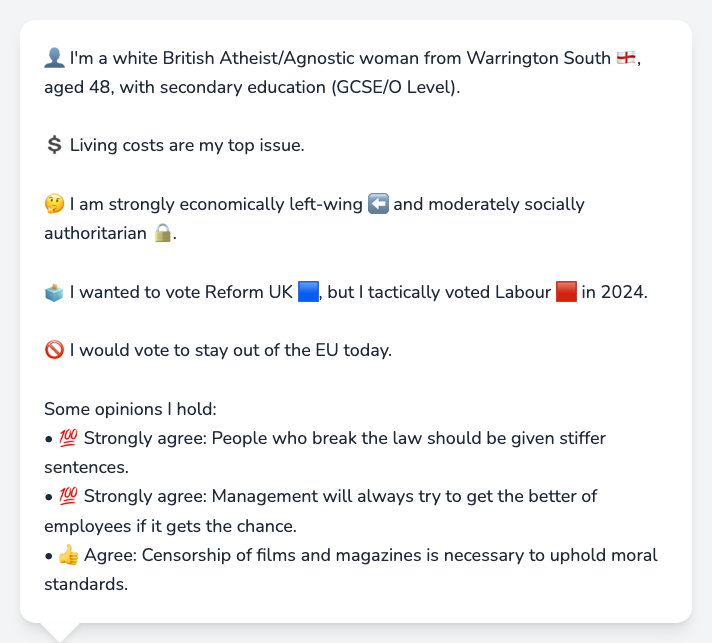 👤 I'm a white British Atheist/Agnostic woman from Warrington South 🏴󠁧󠁢󠁥󠁮󠁧󠁿,
aged 48, with secondary education (GCSE/O Level).
💲 Living costs are my top issue.
🤔 I am strongly economically left-wing ⬅️ and moderately socially
authoritarian 🔒.
🗳️ I wanted to vote Reform UK 🟦, but I tactically voted Labour 🟥 in 2024.
🚫 I would vote to stay out of the EU today.
Some opinions I hold:
• 💯 Strongly agree: People who break the law should be given stiffer
sentences.
• 💯 Strongly agree: Management will always try to get the better of
employees if it gets the chance.
• 👍 Agree: Censorship of films and magazines is necessary to uphold moral
standards.